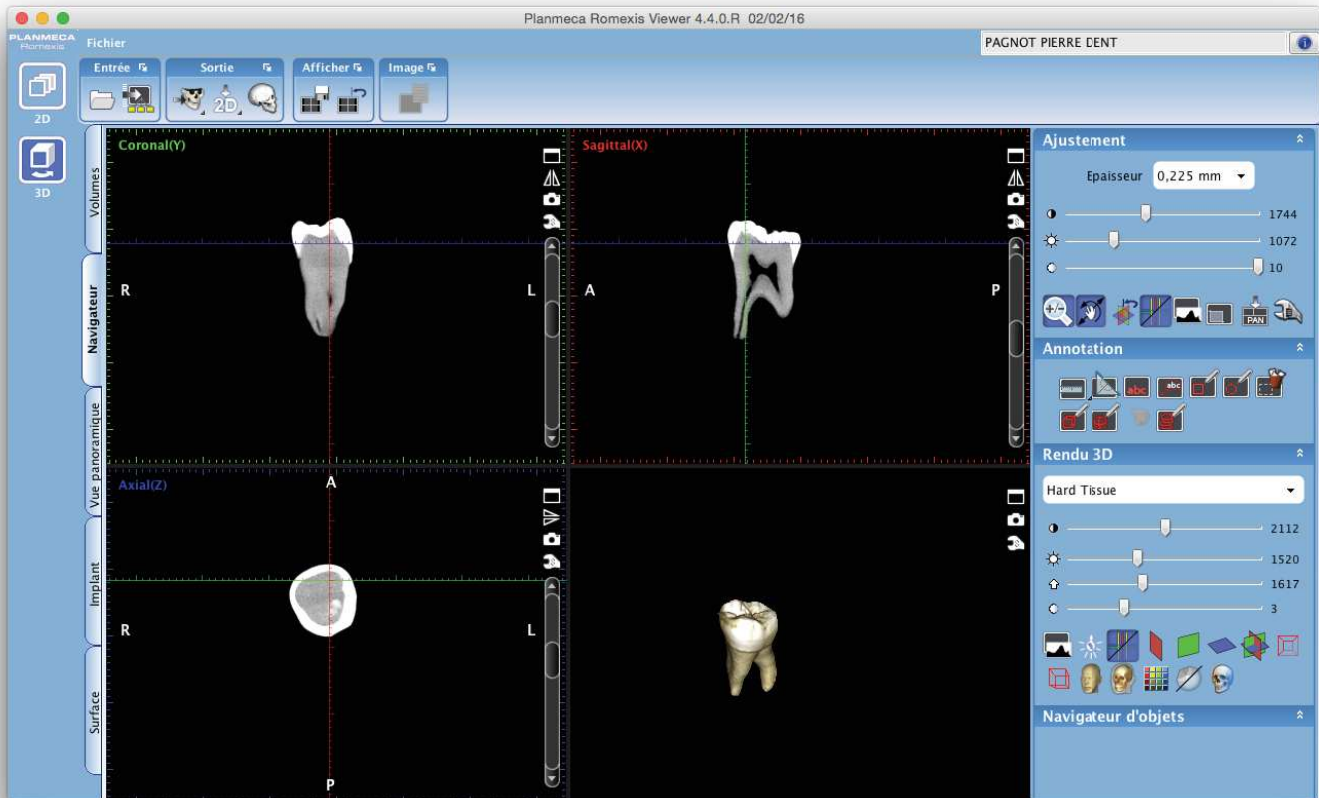 Planmeca Romexis Viewer 4.4.0.R 02/02/16
PLANMECA
Romexis
Fichier
PAGNOT PIERRE DENT
Entrée
Sortie
Afficher
Image
2D
2D
3D
Volumes
Navigateur
Vue panoramique
Implant
Surface
Coronal(Y)
R
L
Sagittal(X)
A
P
Axial(Z)
A
R
L
P
Ajustement
Epaisseur 0,225 mm
1744
1072
10
+/-
PAN
Annotation
abc
abc
Rendu 3D
Hard Tissue
2112
1520
1617
3
Navigateur d'objets